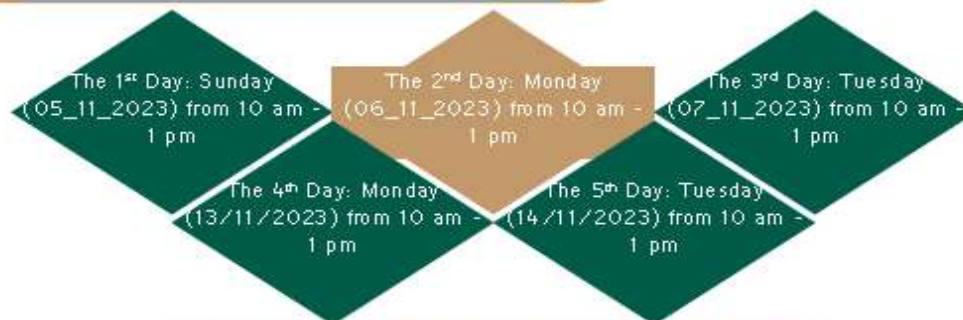 The 1st Day: Sunday
(05_11_2023) from 10 am -
1 pm
The 2nd Day: Monday
(06_11_2023) from 10 am -
1 pm
The 3rd Day: Tuesday
(07_11_2023) from 10 am -
1 pm
The 4th Day: Monday
(13/11/2023) from 10 am -
1 pm
The 5th Day: Tuesday
(14/11/2023) from 10 am -
1 pm